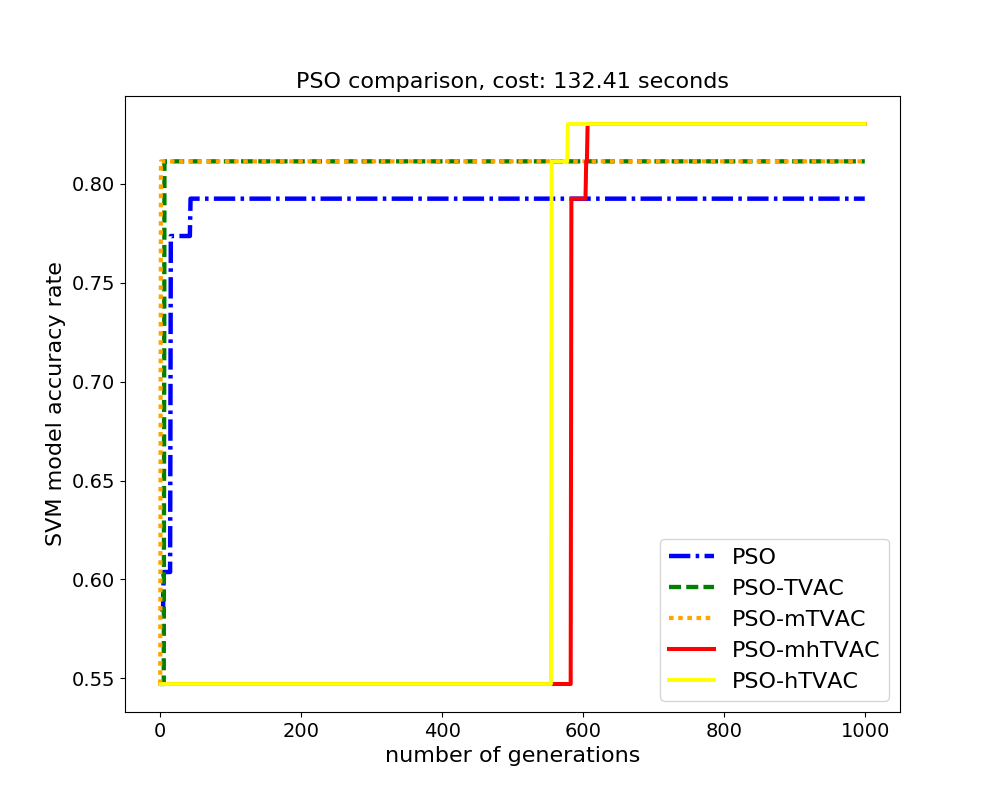 PSO comparison, cost: 132.41 seconds
SVM model accuracy rate
0.80
0.75
0.70
0.65
0.60
0.55
0 200 400 600 800 1000
number of generations
PSO
PSO-TVAC
PSO-mTVAC
PSO-mhTVAC
PSO-hTVAC